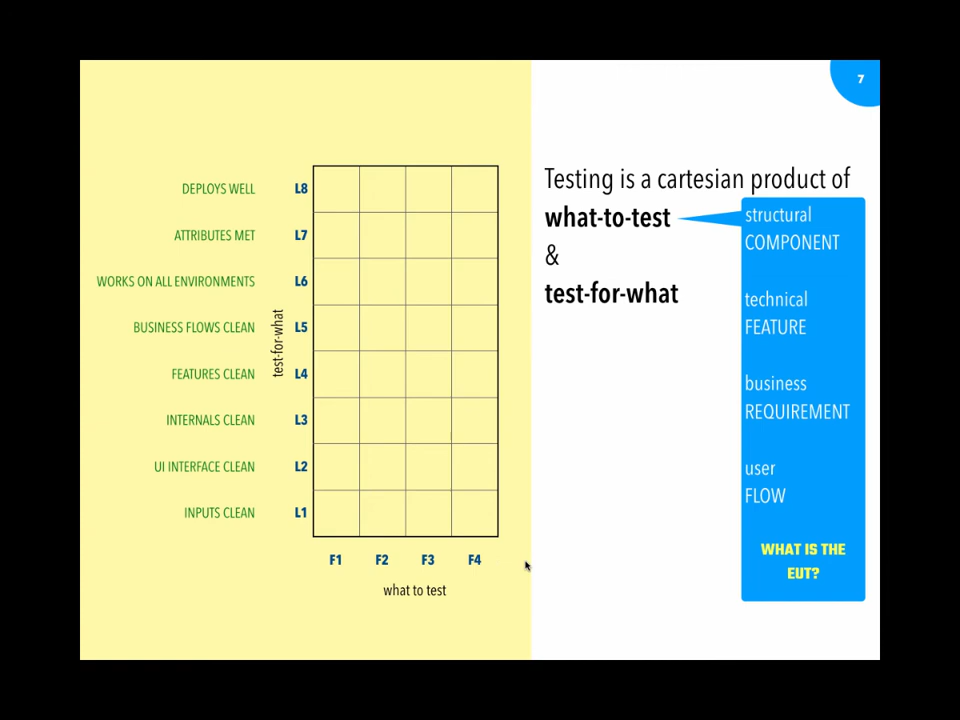 7
DEPLOYS WELL L8
ATTRIBUTES MET L7
WORKS ON ALL ENVIRONMENTS L6
BUSINESS FLOWS CLEAN L5
FEATURES CLEAN L4
INTERNALS CLEAN L3
UI INTERFACE CLEAN L2
INPUTS CLEAN L1
test-for-what
F1 F2 F3 F4
what to test
Testing is a cartesian product of
what-to-test
&
test-for-what
structural
COMPONENT
technical
FEATURE
business
REQUIREMENT
user
FLOW
WHAT IS THE
EUT?